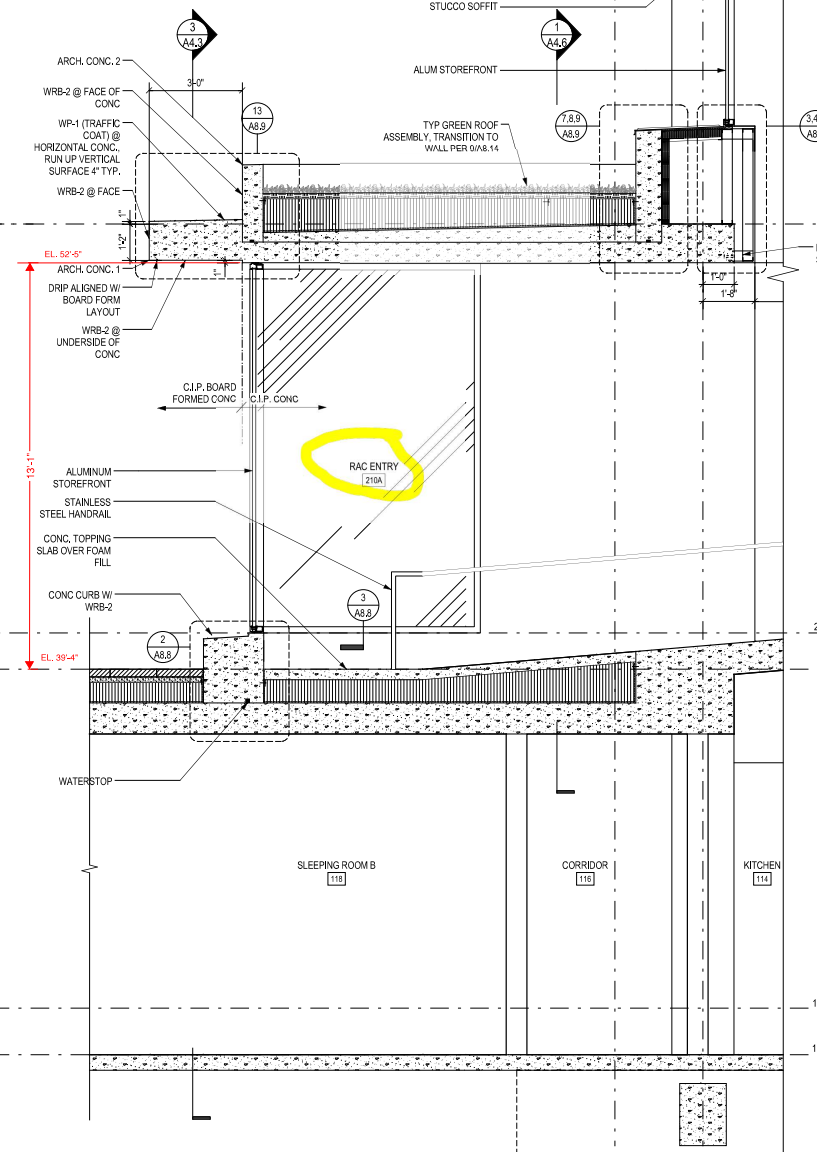 STUCCO SOFFIT
3
A4.3
1
A4.6
ARCH. CONC. 2
ALUM STOREFRONT
3'-0"
WRB-2 @ FACE OF
CONC
13
A8.9
7,8,9
A8.9
3,4
WP-1 (TRAFFIC
COAT) @
HORIZONTAL CONC.,
RUN UP VERTICAL
SURFACE 4" TYP.
TYP GREEN ROOF
ASSEMBLY, TRANSITION TO
WALL PER 9/A8.14
WRB-2 @ FACE
1"
1'-2"
EL. 52'-5"
ARCH. CONC. 1
1"
DRIP ALIGNED W/
BOARD FORM
LAYOUT
1'-0"
1'-8"
WRB-2 @
UNDERSIDE OF
CONC
C.I.P. BOARD
FORMED CONC
C.I.P. CONC
13'-1"
RAC ENTRY
210A
ALUMINUM
STOREFRONT
STAINLESS
STEEL HANDRAIL
CONC. TOPPING
SLAB OVER FOAM
FILL
CONC CURB W/
WRB-2
3
A8.8
2
A8.8
EL. 39'-4"
WATERSTOP
SLEEPING ROOM B
118
CORRIDOR
116
KITCHEN
114